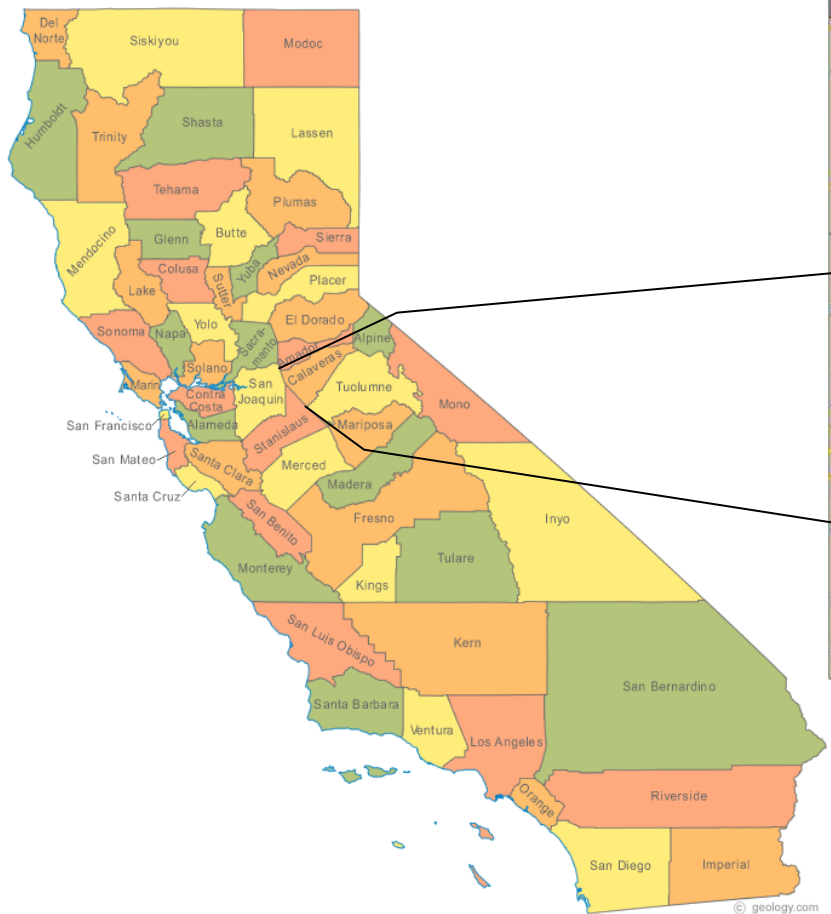 Del
Norte
Siskiyou
Modoc
Humboldt
Trinity
Shasta
Lassen
Tehama
Plumas
Mendocino
Glenn
Butte
Sierra
Lake
Colusa
Sutter
Yuba
Nevada
Placer
Sonoma
Napa
Yolo
Sacra-
mento
El Dorado
Alpine
Amador
Calaveras
Marin
Solano
Contra
Costa
San
Joaquin
Tuolumne
Mono
San Francisco
Alameda
Stanislaus
Mariposa
San Mateo
Santa Clara
Merced
Madera
Santa Cruz
San Benito
Fresno
Inyo
Monterey
Kings
Tulare
San Luis Obispo
Kern
San Bernardino
Santa Barbara
Ventura
Los Angeles
Orange
Riverside
San Diego
Imperial
© geology.com